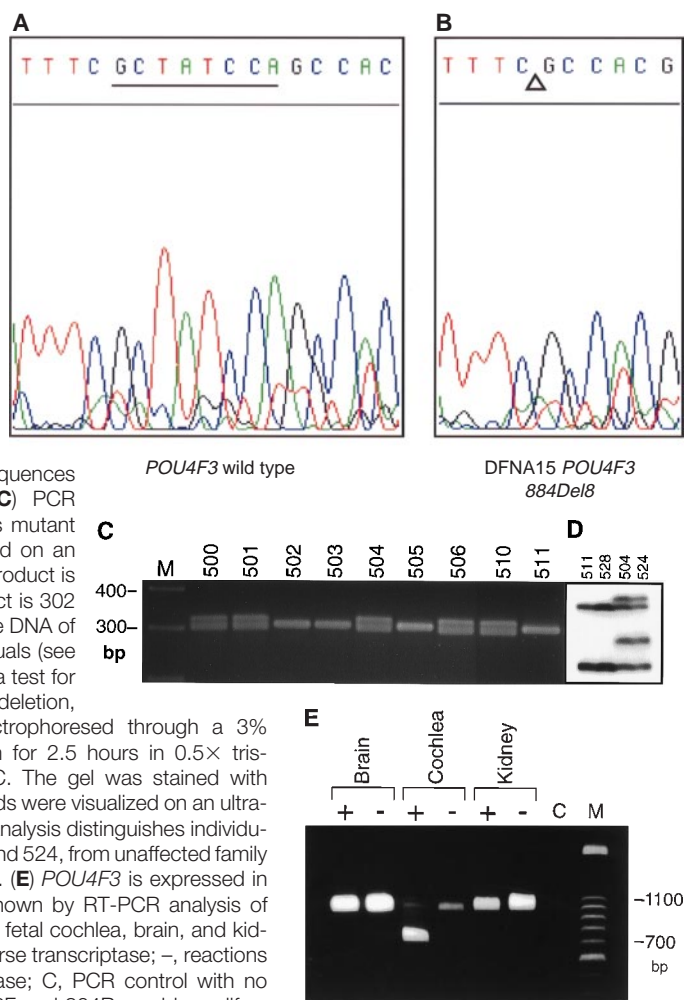 A
B
T T T C G C T A T C C A G C C A C
T T T C G C C A C G
POU4F3 wild type
DFNA15 POU4F3
884Del8
quences
C) PCR
s mutant
d on an
roduct is
ct is 302
e DNA of
uals (see
a test for
deletion,
ctrophoresed through a 3%
n for 2.5 hours in 0.5× tris-
C. The gel was stained with
ds were visualized on an ultra-
analysis distinguishes individu-
nd 524, from unaffected family
. (E) POU4F3 is expressed in
hown by RT-PCR analysis of
fetal cochlea, brain, and kid-
rse transcriptase; –, reactions
ase; C, PCR control with no
C
M 500 501 502 503 504 505 506 510 511
400–
300–
bp
D
511 528 504 524
E
Brain Cochlea Kidney
+ - + - + - C M
–1100
–700
bp